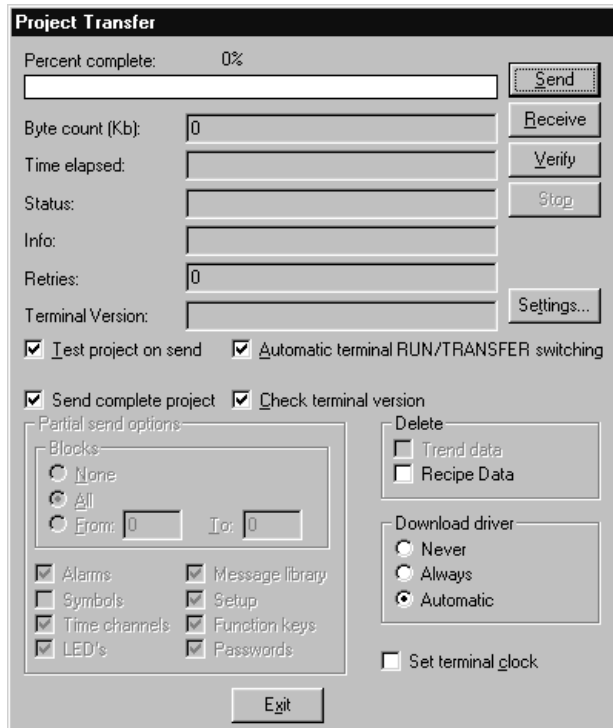 Project Transfer
Percent complete: 0%
Send
Byte count (Kb): 0
Receive
Time elapsed:
Verify
Status:
Stop
Info:
Retries: 0
Terminal Version:
Settings...
Test project on send Automatic terminal RUN/TRANSFER switching
Send complete project Check terminal version
Partial send options
Blocks
None
All
From: 0 To: 0
Alarms Message library
Symbols Setup
Time channels Function keys
LED's Passwords
Delete
Trend data
Recipe Data
Download driver
Never
Always
Automatic
Set terminal clock
Exit